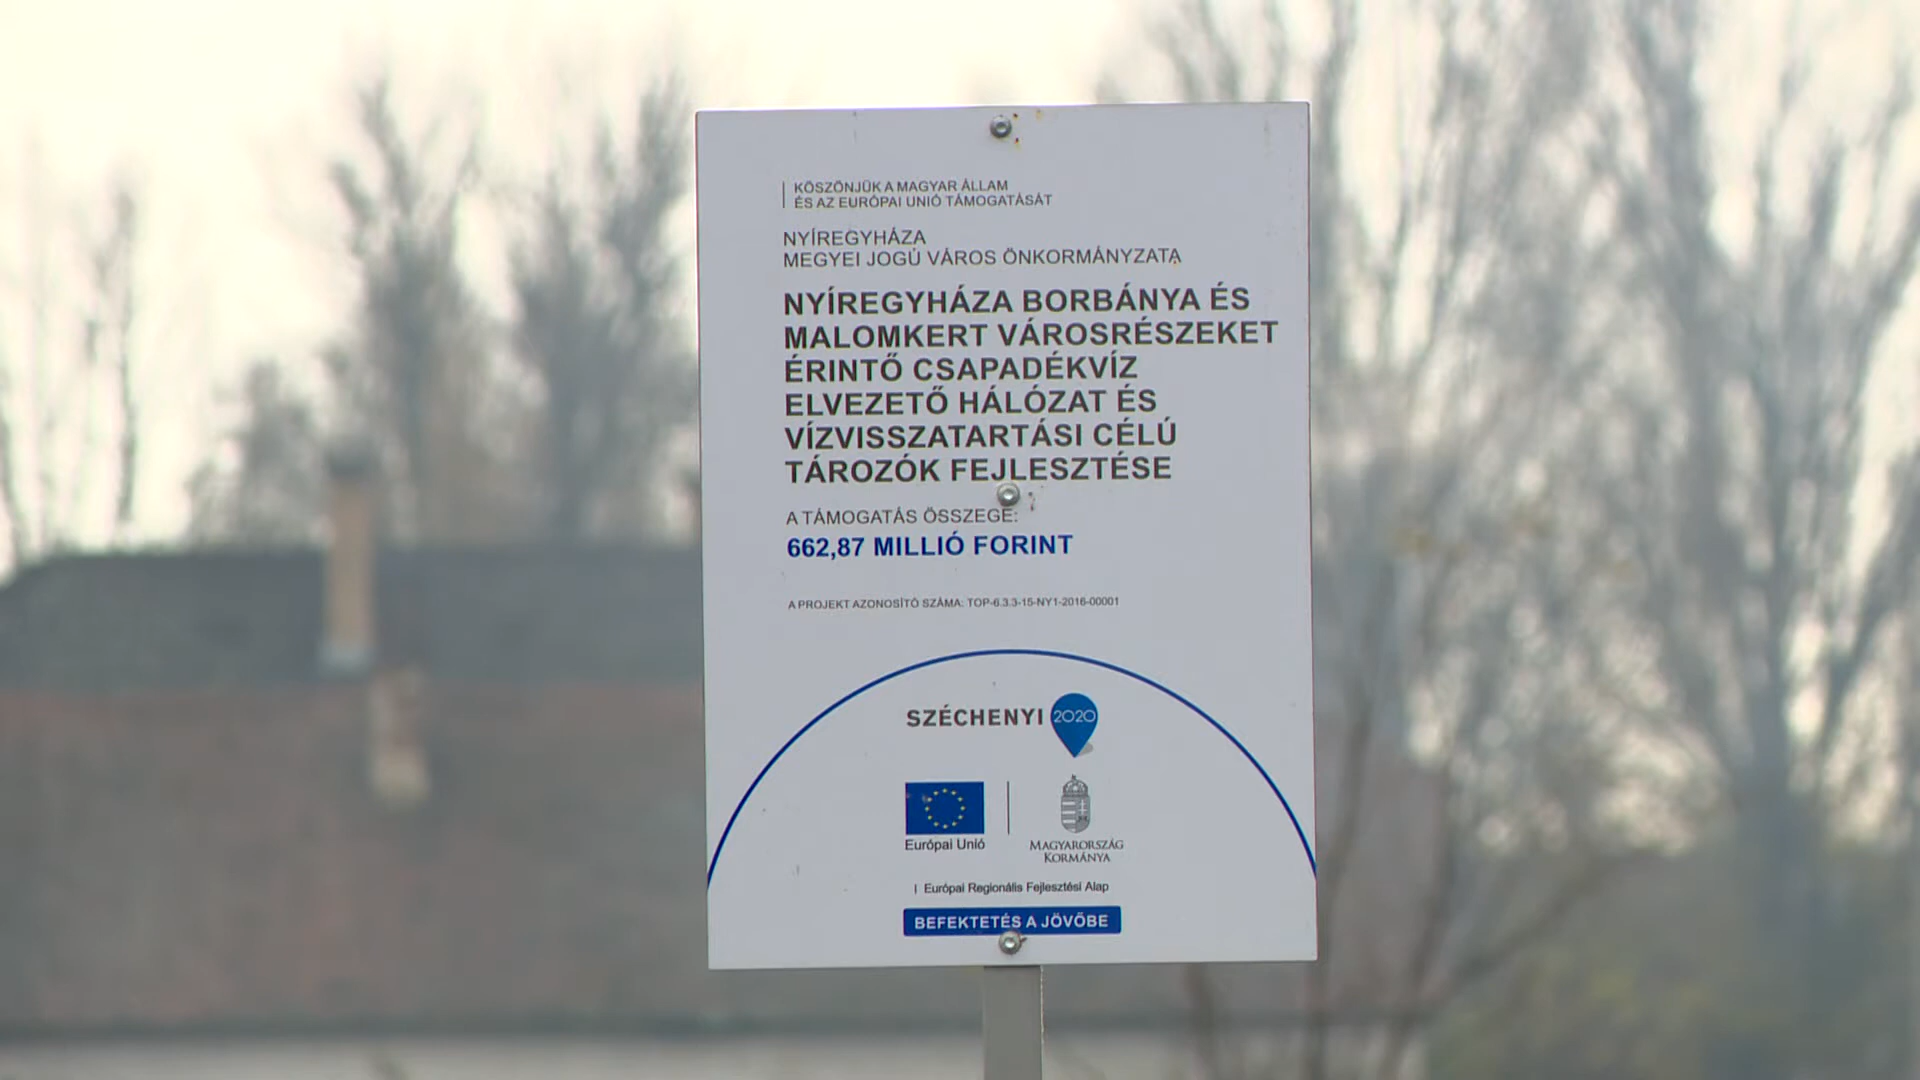 KÖSZÖNJÜK A MAGYAR ÁLLAM
ÉS AZ EURÓPAI UNIÓ TÁMOGATÁSÁT
NYÍREGYHÁZA
MEGYEI JOGÚ VÁROS ÖNKORMÁNYZATA
NYÍREGYHÁZA BORBÁNYA ÉS
MALOMKERT VÁROSRÉSZEKET
ÉRINTŐ CSAPADÉKVÍZ
ELVEZETŐ HÁLÓZAT ÉS
VÍZVISSZATARTÁSI CÉLÚ
TÁROZÓK FEJLESZTÉSE
A TÁMOGATÁS ÖSSZEGE:
662,87 MILLIÓ FORINT
A PROJEKT AZONOSÍTÓ SZÁMA: TOP-6.3.3-15-NY1-2016-00001
SZÉCHENYI 2020
Európai Unió
MAGYARORSZÁG
KORMÁNYA
Európai Regionális Fejlesztési Alap
BEFEKTETÉS A JÖVŐBE